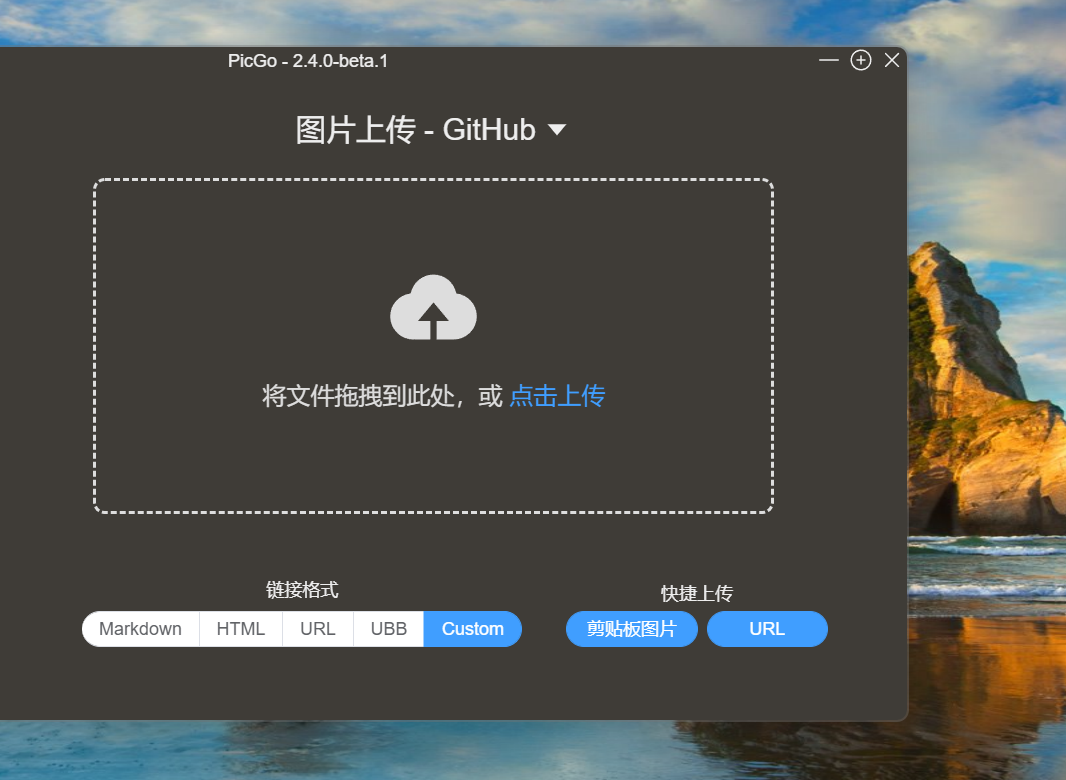 PicGo - 2.4.0-beta.1
图片上传 - GitHub
将文件拖拽到此处，或 点击上传
链接格式
快捷上传
Markdown HTML URL UBB Custom
剪贴板图片 URL